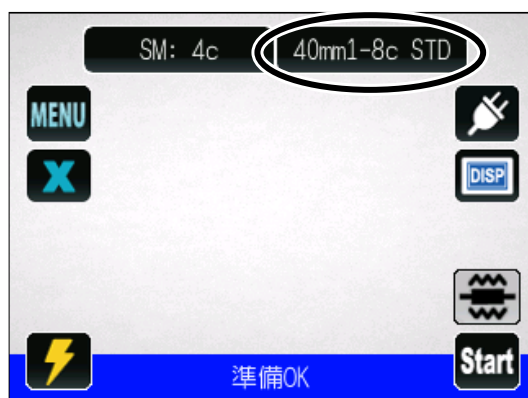 SM: 4c
40mm1-8c STD
MENU
X
DISP
Start
準備OK